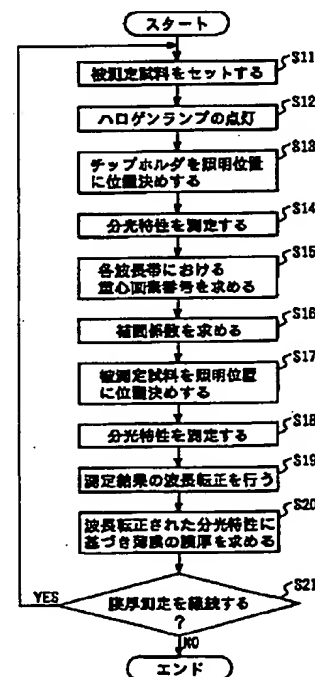 スタート
S11
被測定試料をセットする
S12
ハロゲンランプの点灯
S13
チップホルダを照明位置
に位置決めする
S14
分光特性を測定する
S15
各波長帯における
重心画素番号を求める
S16
補間係数を求める
S17
被測定試料を照明位置
に位置決めする
S18
分光特性を測定する
S19
測定結果の波長転正を行う
S20
波長転正された分光特性に
基づき薄膜の膜厚を求める
S21
膜厚測定を継続する
?
YES
NO
エンド